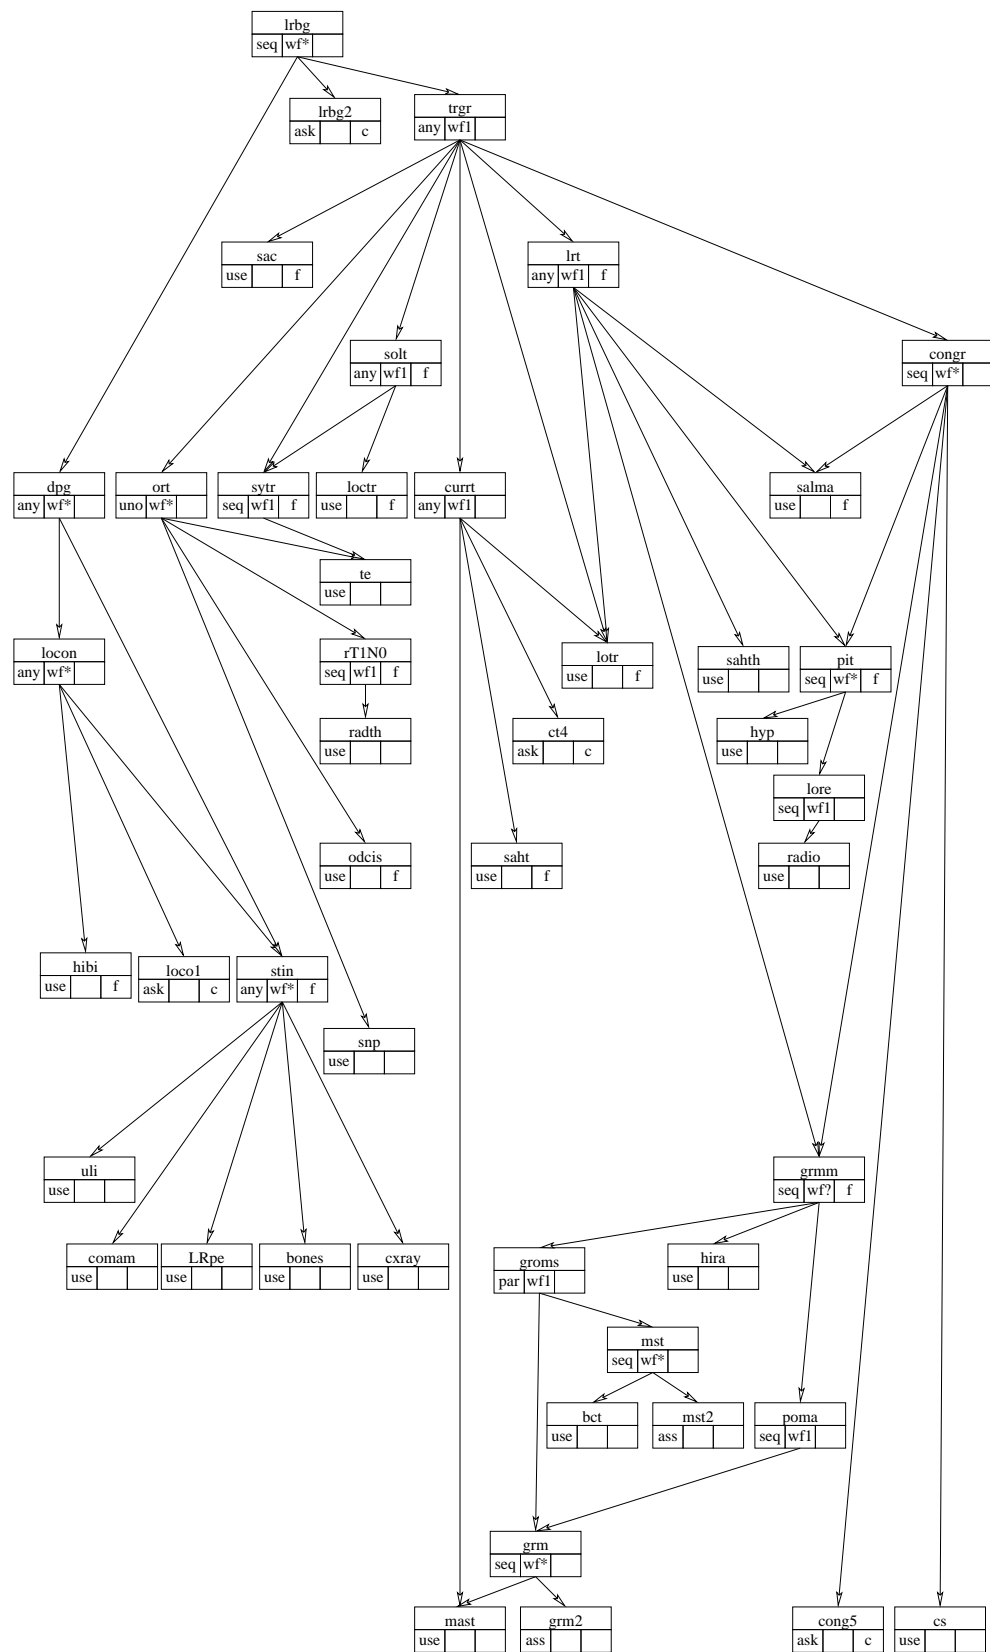 lrbg
seq wf*
lrbg2
ask c
trgr
any wf1
sac
use f
lrt
any wf1 f
solt
any wf1 f
congr
seq wf*
dpg
any wf*
ort
uno wf*
sytr
seq wf1 f
loctr
use f
currt
any wf1
salma
use f
te
use
locon
any wf*
rT1N0
seq wf1 f
lotr
use f
sahth
use
pit
seq wf* f
radth
use
ct4
ask c
hyp
use
lore
seq wf1
odcis
use f
saht
use f
radio
use
hibi
use f
loco1
ask c
stin
any wf* f
snp
use
uli
use
grmm
seq wf? f
comam
use
LRpe
use
bones
use
cxray
use
groms
par wf1
hira
use
mst
seq wf*
bct
use
mst2
ass
poma
seq wf1
grm
seq wf*
mast
use
grm2
ass
cong5
ask c
cs
use